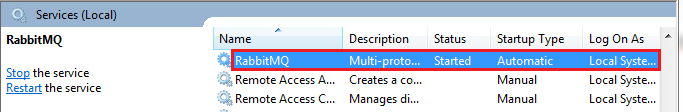 Services (Local)
RabbitMQ
Stop the service
Restart the service
Name Description Status Startup Type Log On As
RabbitMQ Multi-proto... Started Automatic Local Syste...
Remote Access A... Creates a co... Manual Local Syste...
Remote Access C... Manages di... Manual Local Syste...